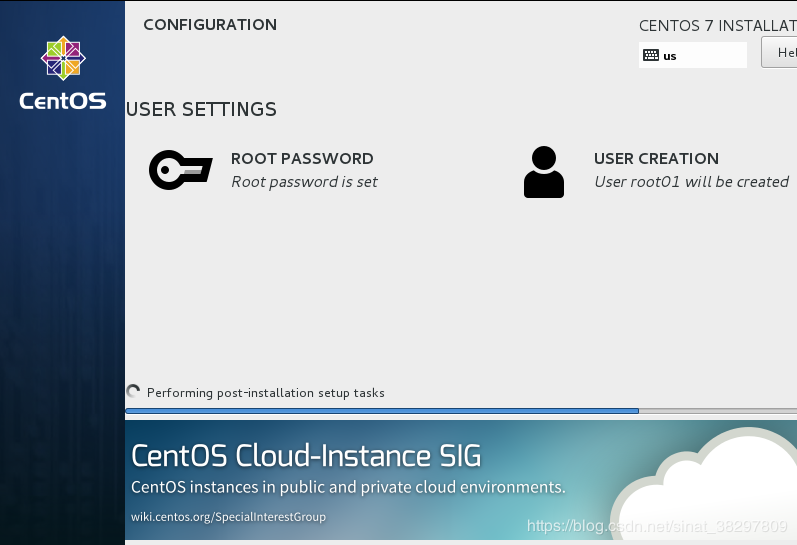 CONFIGURATION
CENTOS 7 INSTALLAT
us
Hel
CentOS
USER SETTINGS
ROOT PASSWORD
Root password is set
USER CREATION
User root01 will be created
Performing post-installation setup tasks
CentOS Cloud-Instance SIG
CentOS instances in public and private cloud environments.
wiki.centos.org/SpecialInterestGroup
https://blog.csdn.net/sinat_38297809